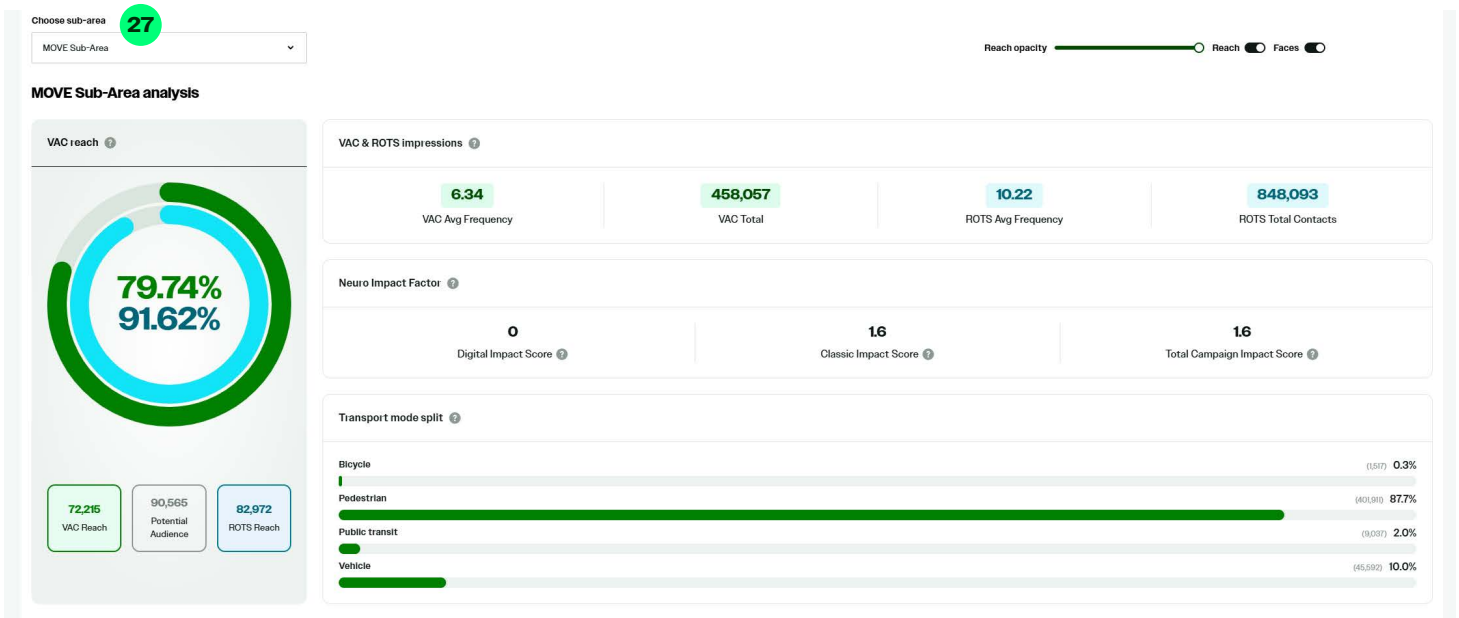 Choose sub-area
27
MOVE Sub-Area
Reach opacity Reach Faces
MOVE Sub-Area analysis
VAC reach ?
79.74%
91.62%
72,215
VAC Reach
90,565
Potential
Audience
82,972
ROTS Reach
VAC & ROTS impressions ?
6.34
VAC Avg Frequency
458,057
VAC Total
10.22
ROTS Avg Frequency
848,093
ROTS Total Contacts
Neuro Impact Factor ?
0
Digital Impact Score ?
1.6
Classic Impact Score ?
1.6
Total Campaign Impact Score ?
Transport mode split ?
Bicycle (1,517) 0.3%
Pedestrian (401,911) 87.7%
Public transit (9,037) 2.0%
Vehicle (45,592) 10.0%